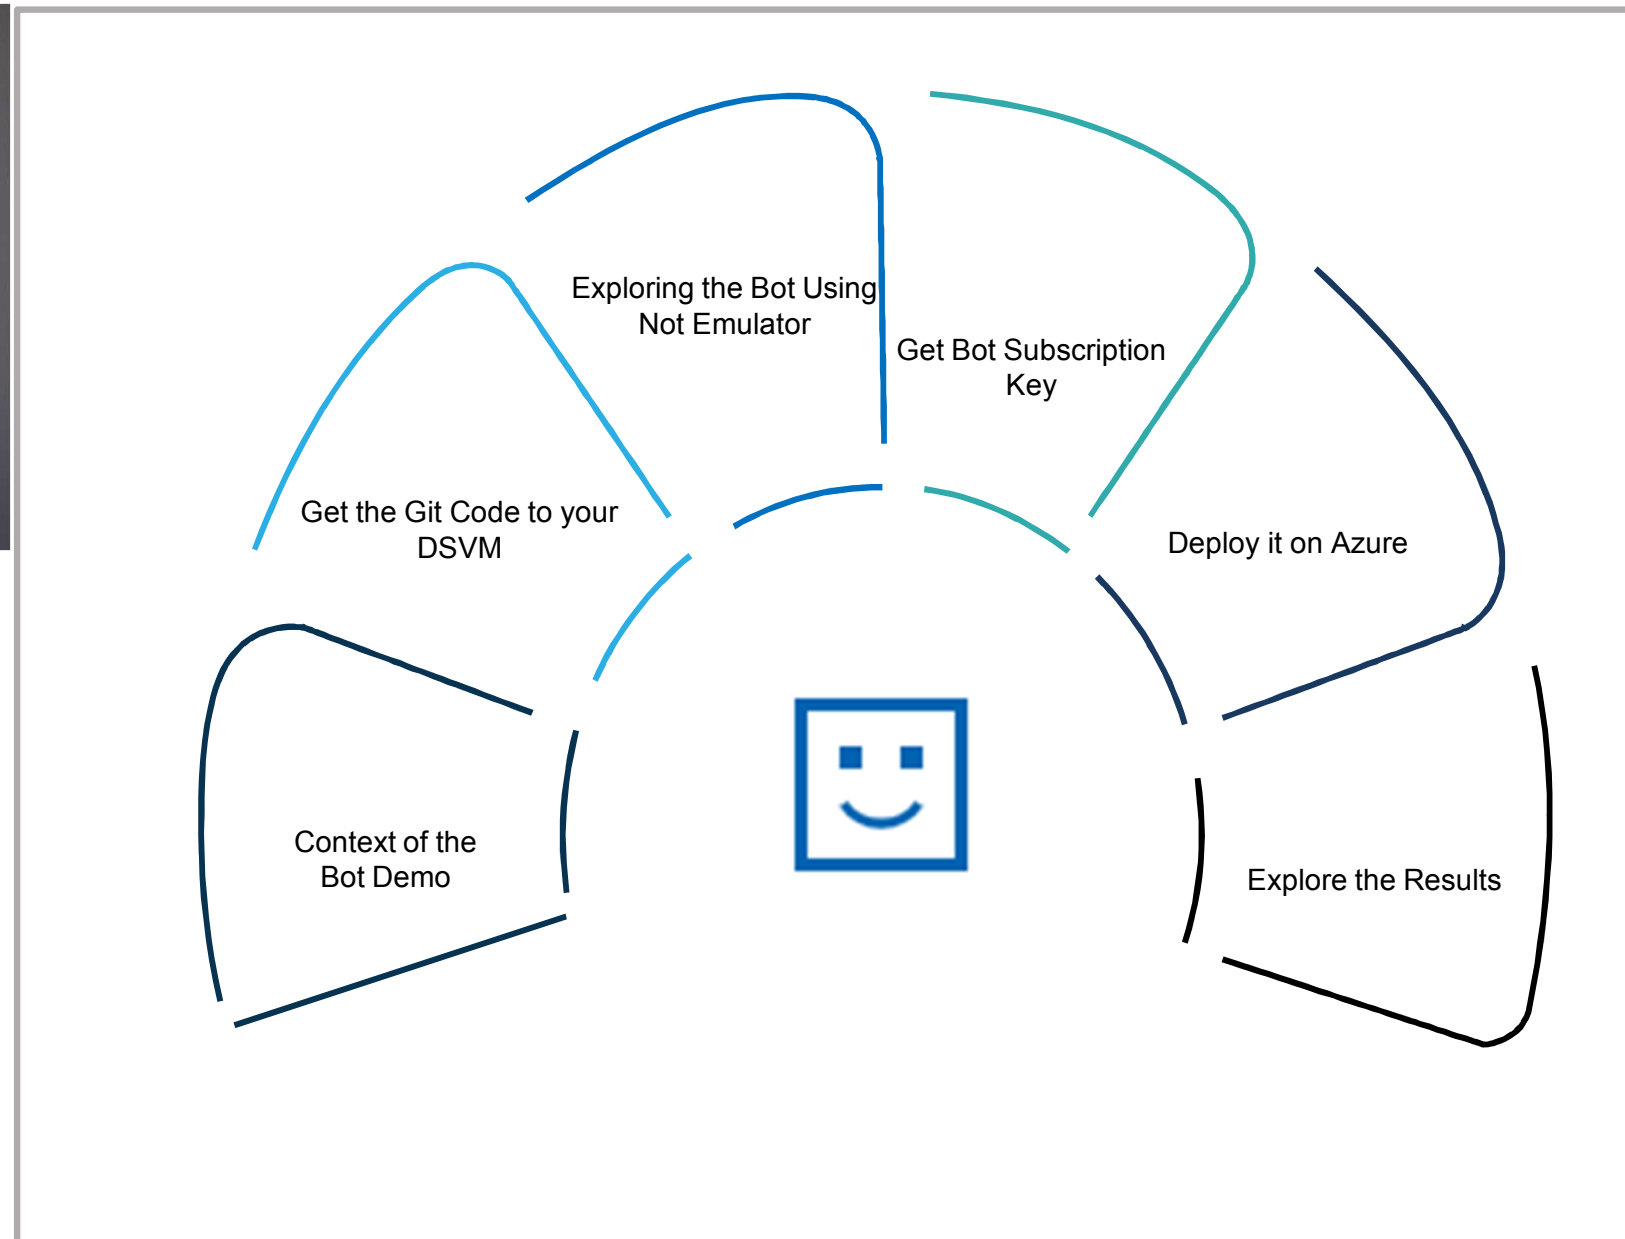 Exploring the Bot Using
Not Emulator
Get Bot Subscription
Key
Get the Git Code to your
DSVM
Deploy it on Azure
Context of the
Bot Demo
Explore the Results